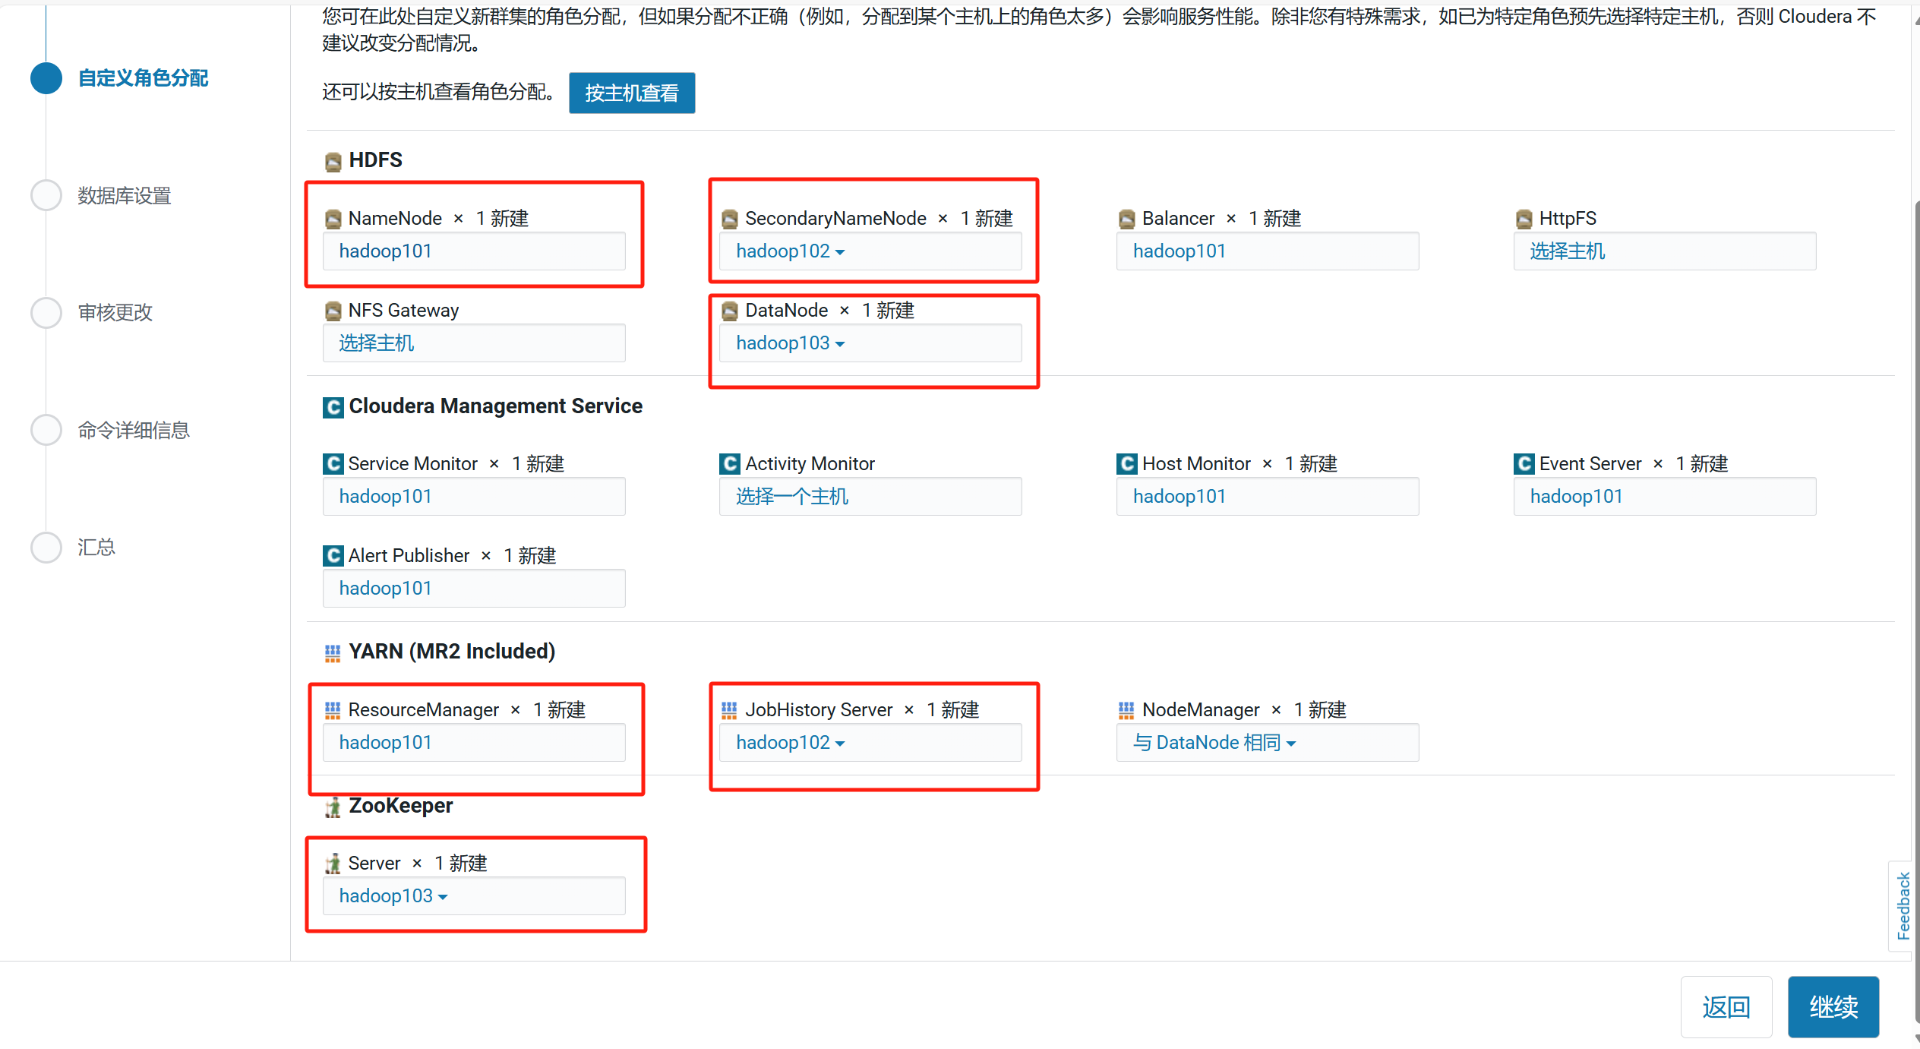 您可在此处自定义新群集的角色分配，但如果分配不正确（例如，分配到某个主机上的角色太多）会影响服务性能。除非您有特殊需求，如已为特定角色预先选择特定主机，否则 Cloudera 不
建议改变分配情况。
自定义角色分配
还可以按主机查看角色分配。 按主机查看
数据库设置
审核更改
命令详细信息
汇总
HDFS
NameNode × 1 新建
hadoop101
SecondaryNameNode × 1 新建
hadoop102
Balancer × 1 新建
hadoop101
HttpFS
选择主机
NFS Gateway
选择主机
DataNode × 1 新建
hadoop103
Cloudera Management Service
Service Monitor × 1 新建
hadoop101
Activity Monitor
选择一个主机
Host Monitor × 1 新建
hadoop101
Event Server × 1 新建
hadoop101
Alert Publisher × 1 新建
hadoop101
YARN (MR2 Included)
ResourceManager × 1 新建
hadoop101
JobHistory Server × 1 新建
hadoop102
NodeManager × 1 新建
与 DataNode 相同
ZooKeeper
Server × 1 新建
hadoop103
Feedback
返回
继续